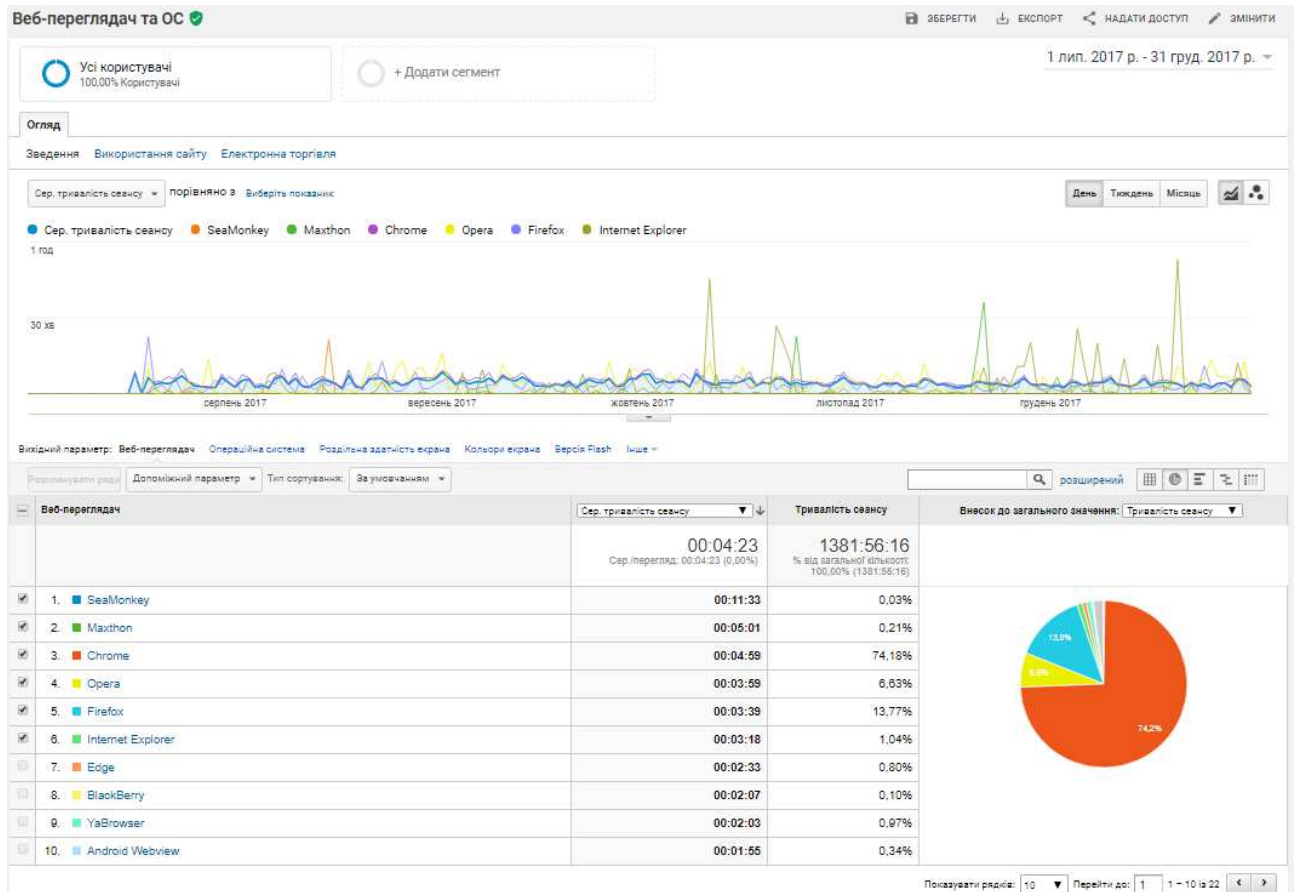 Веб-переглядач та ОС
ЗБЕРЕГТИ ЕКСПОРТ НАДАТИ ДОСТУП ЗМІНИТИ
Усі користувачі
100,00% Користувачі
+ Додати сегмент
1 лип. 2017 р. - 31 груд. 2017 р.
Огляд
Зведення Використання сайту Електронна торгівля
Сер. тривалість сеансу порівняно з Виберіть показник
День Тиждень Місяць
Сер. тривалість сеансу SeaMonkey Maxthon Chrome Opera Firefox Internet Explorer
1 год
30 хв
серпень 2017 вересень 2017 жовтень 2017 листопад 2017 грудень 2017
Вихідний параметр: Веб-переглядач Операційна система Роздільна здатність екрана Кольори екрана Версія Flash Інше
Допоміжний параметр Тип сортування: За умовчанням
розширений
Веб-переглядач Сер. тривалість сеансу Тривалість сеансу Внесок до загального значення: Тривалість сеансу
00:04:23 1381:56:16
Сер./перегляд: 00:04:23 (0,00%) % від загальної кількості:
100,00% (1381:56:16)
1. SeaMonkey 00:11:33 0,03%
2. Maxthon 00:05:01 0,21%
3. Chrome 00:04:59 74,18%
4. Opera 00:03:59 6,63%
5. Firefox 00:03:39 13,77%
6. Internet Explorer 00:03:18 1,04%
7. Edge 00:02:33 0,80%
8. BlackBerry 00:02:07 0,10%
9. YaBrowser 00:02:03 0,97%
10. Android Webview 00:01:55 0,34%
13,8%
6,6%
74,2%
Показувати рядків: 10 Перейти до: 1 1 – 10 із 22